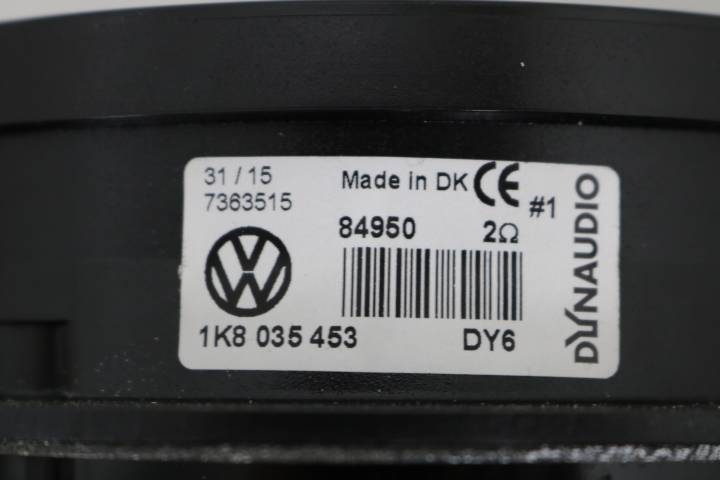 31 / 15
7363515
Made in DK CE
#1
84950 2Ω
1K8 035 453 DY6
DYNAUDIO